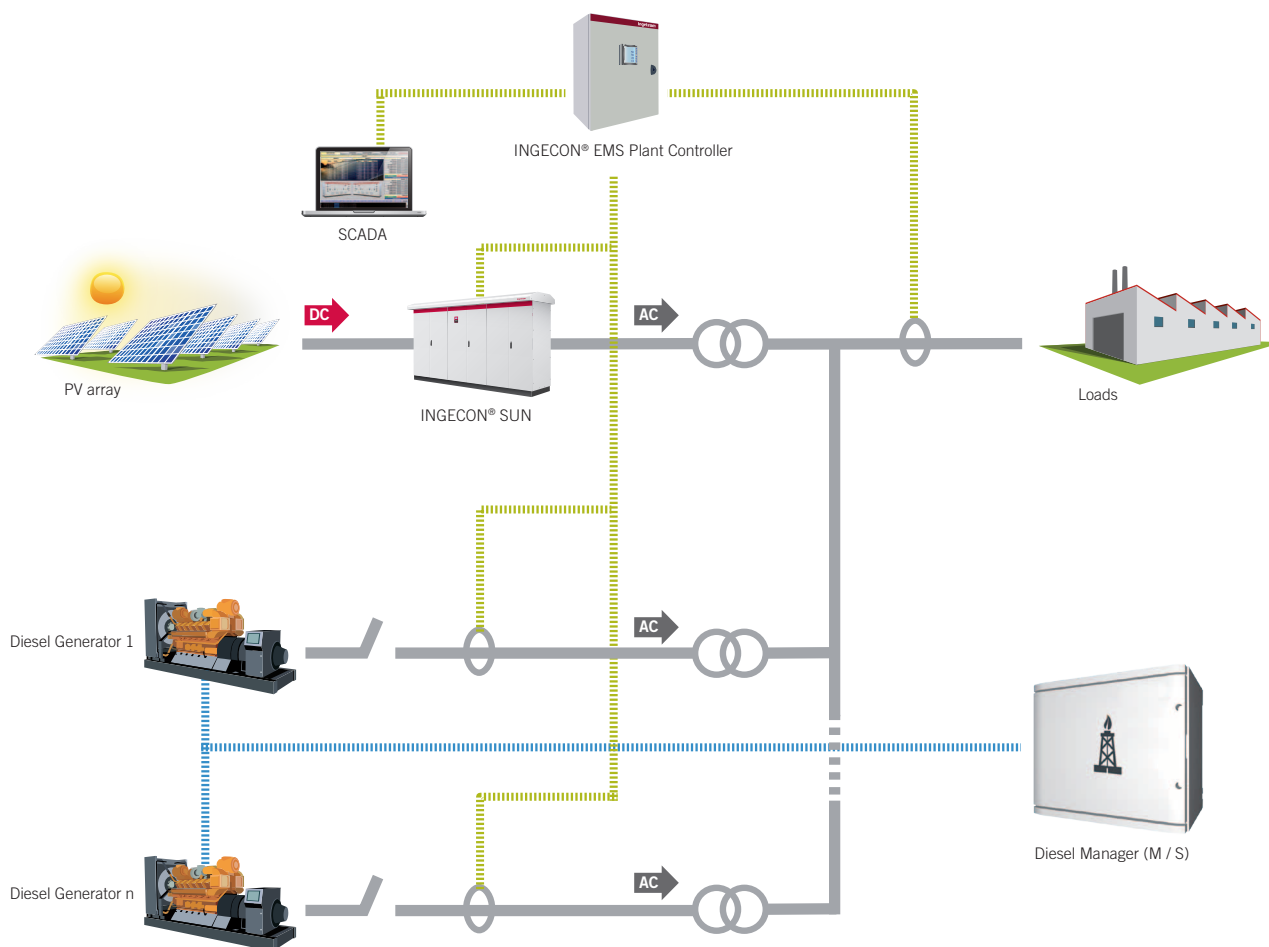 ingecon
INGECON® EMS Plant Controller
SCADA
DC
AC
PV array
INGECON® SUN
Loads
Diesel Generator 1
AC
Diesel Manager (M / S)
Diesel Generator n
AC